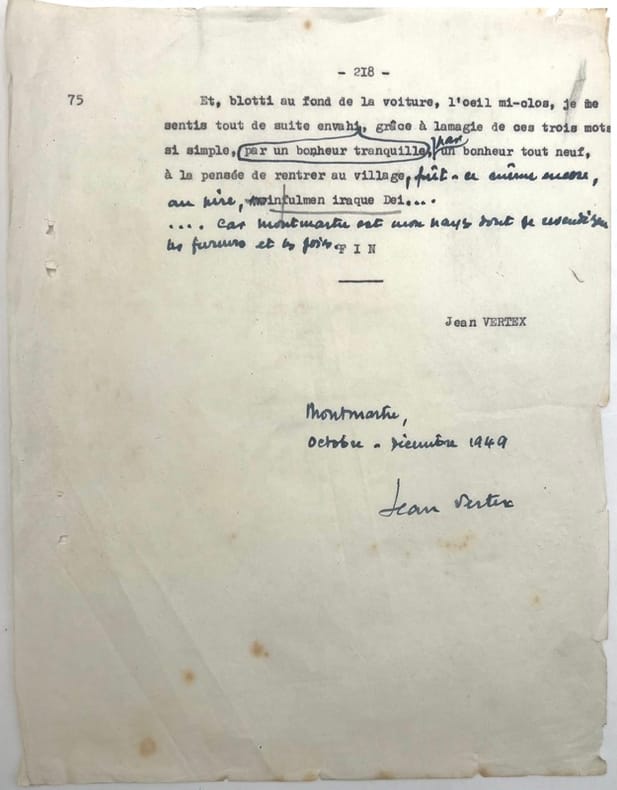 - 218 -
75
Et, blotti au fond de la voiture, l'oeil mi-clos, je me
sentis tout de suite envahi, grâce à lamagie de ces trois mots
si simple, par un bonheur tranquille, par un bonheur tout neuf,
à la pensée de rentrer au village, fût-ce même encore,
au pire, fulmen iraque Dei....
.... car Montmartre est mon pays dont je
les fureurs et les joies.
FIN
Jean VERTEX
Montmartre,
Octobre - Décembre 1949
Jean Vertex